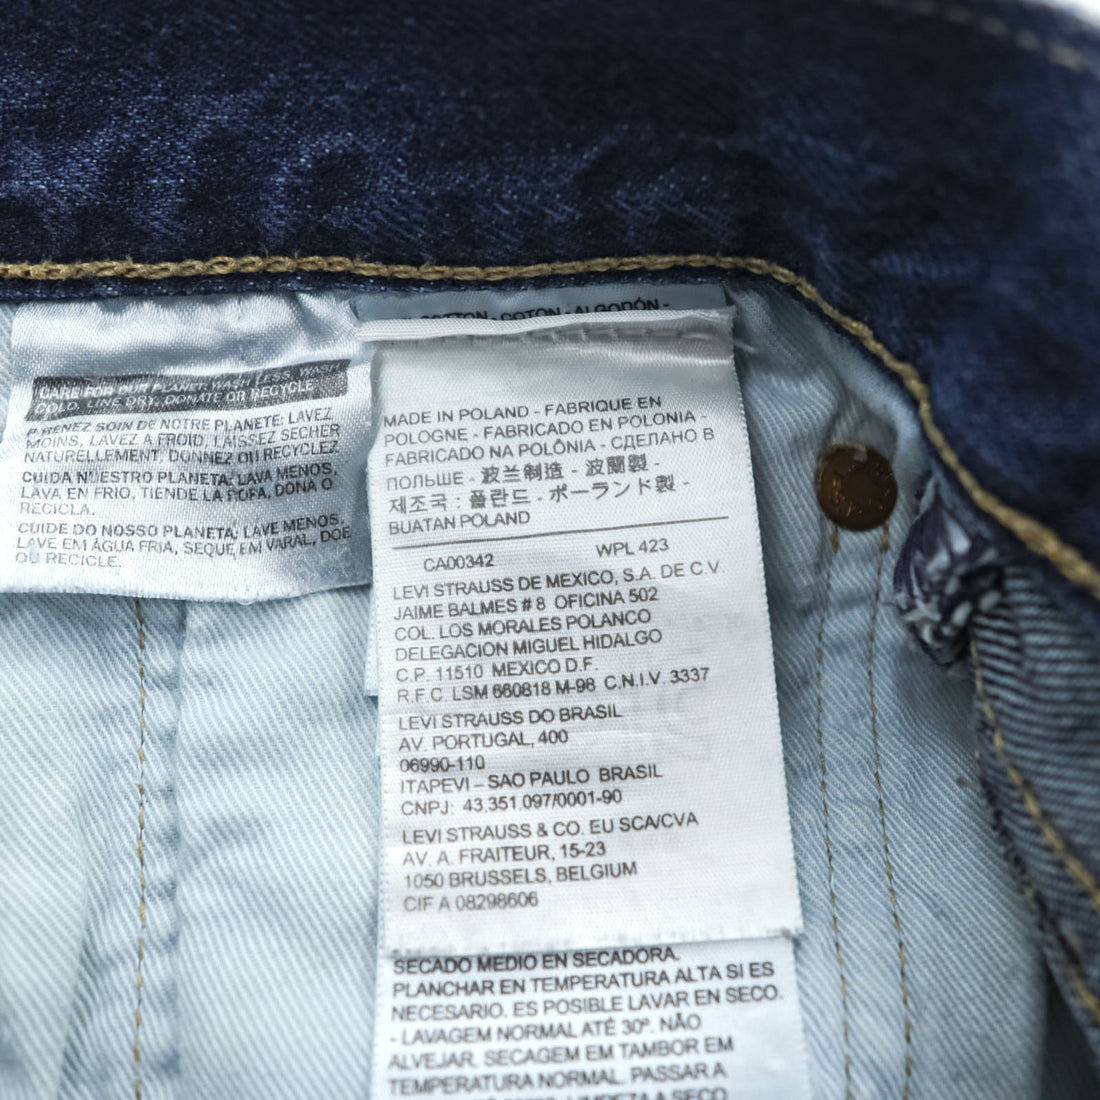 CARE FOR OUR PLANET: WASH LESS, WASH
COLD, LINE DRY, DONATE OR RECYCLE
PRENEZ SOIN DE NOTRE PLANETE: LAVEZ
MOINS, LAVEZ A FROID, LAISSEZ SECHER
NATURELLEMENT, DONNEZ OU RECYCLEZ
CUIDA NUESTRO PLANETA: LAVA MENOS,
LAVA EN FRIO, TIENDE LA ROPA, DONA O
RECICLA.
CUIDE DO NOSSO PLANETA: LAVE MENOS,
LAVE EM ÁGUA FRIA, SEQUE EM VARAL, DOE
OU RECICLE.
COTTON - COTON - ALGODÓN -
MADE IN POLAND - FABRIQUE EN
POLOGNE - FABRICADO EN POLONIA -
FABRICADO NA POLÔNIA - СДЕЛАНО В
ПОЛЬШЕ - 波兰制造 - 波蘭製 -
제조국 : 폴란드 - ポーランド製 -
BUATAN POLAND
CA00342 WPL 423
LEVI STRAUSS DE MEXICO, S.A. DE C.V
JAIME BALMES # 8 OFICINA 502
COL. LOS MORALES POLANCO
DELEGACION MIGUEL HIDALGO
C.P. 11510 MEXICO D.F.
R.F.C. LSM 660818 M-98 C.N.I.V. 3337
LEVI STRAUSS DO BRASIL
AV. PORTUGAL, 400
06990-110
ITAPEVI – SAO PAULO BRASIL
CNPJ: 43.351.097/0001-90
LEVI STRAUSS & CO. EU SCA/CVA
AV. A. FRAITEUR, 15-23
1050 BRUSSELS, BELGIUM
CIF A 08298606
SECADO MEDIO EN SECADORA.
PLANCHAR EN TEMPERATURA ALTA SI ES
NECESARIO. ES POSIBLE LAVAR EN SECO.
- LAVAGEM NORMAL ATÉ 30º. NÃO
ALVEJAR. SECAGEM EM TAMBOR EM
TEMPERATURA NORMAL. PASSAR A